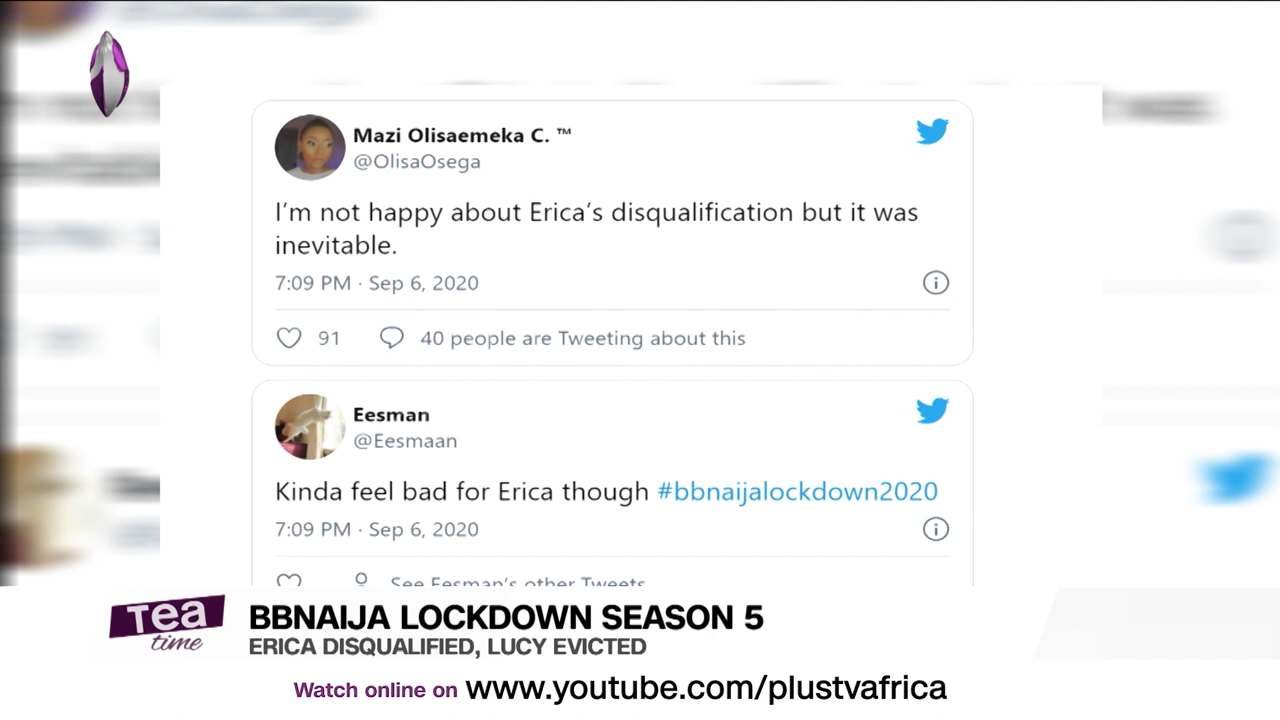 Mazi Olisaemeka C. ™
@OlisaOsega
I'm not happy about Erica's disqualification but it was
inevitable.
7:09 PM · Sep 6, 2020
91 40 people are Tweeting about this
Eesman
@Eesmaan
Kinda feel bad for Erica though #bbnaijalockdown2020
7:09 PM · Sep 6, 2020
See Eesman's other Tweets
Tea
time
BBNAIJA LOCKDOWN SEASON 5
ERICA DISQUALIFIED, LUCY EVICTED
Watch online on www.youtube.com/plustvafrica